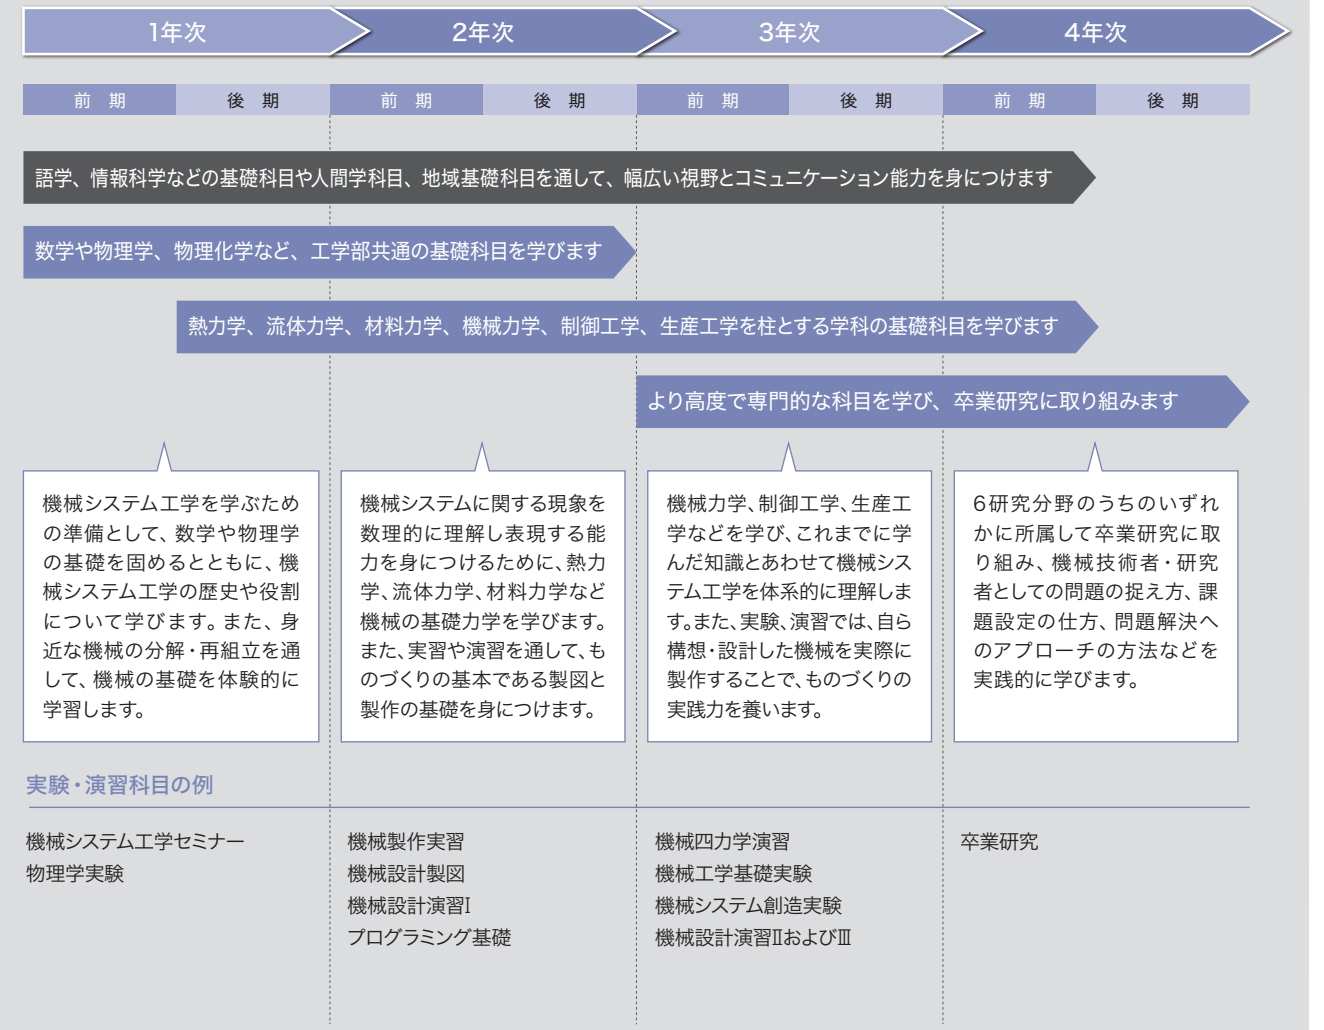 1年次
2年次
3年次
4年次
前 期
後 期
前 期
後 期
前 期
後 期
前 期
後 期
語学、情報科学などの基礎科目や人間学科目、地域基礎科目を通して、幅広い視野とコミュニケーション能力を身につけます
数学や物理学、物理化学など、工学部共通の基礎科目を学びます
熱力学、流体力学、材料力学、機械力学、制御工学、生産工学を柱とする学科の基礎科目を学びます
より高度で専門的な科目を学び、卒業研究に取り組みます
機械システム工学を学ぶため
の準備として、数学や物理学
の基礎を固めるとともに、機
械システム工学の歴史や役割
について学びます。また、身
近な機械の分解・再組立を通
して、機械の基礎を体験的に
学習します。
機械システムに関する現象を
数理的に理解し表現する能
力を身につけるために、熱力
学、流体力学、材料力学など
機械の基礎力学を学びます。
また、実習や演習を通して、も
のづくりの基本である製図と
製作の基礎を身につけます。
機械力学、制御工学、生産工
学などを学び、これまでに学
んだ知識とあわせて機械シス
テム工学を体系的に理解しま
す。また、実験、演習では、自ら
構想・設計した機械を実際に
製作することで、ものづくりの
実践力を養います。
6研究分野のうちのいずれ
かに所属して卒業研究に取
り組み、機械技術者・研究
者としての問題の捉え方、課
題設定の仕方、問題解決へ
のアプローチの方法などを
実践的に学びます。
実験・演習科目の例
機械システム工学セミナー
物理学実験
機械製作実習
機械設計製図
機械設計演習Ⅰ
プログラミング基礎
機械四力学演習
機械工学基礎実験
機械システム創造実験
機械設計演習ⅡおよびⅢ
卒業研究